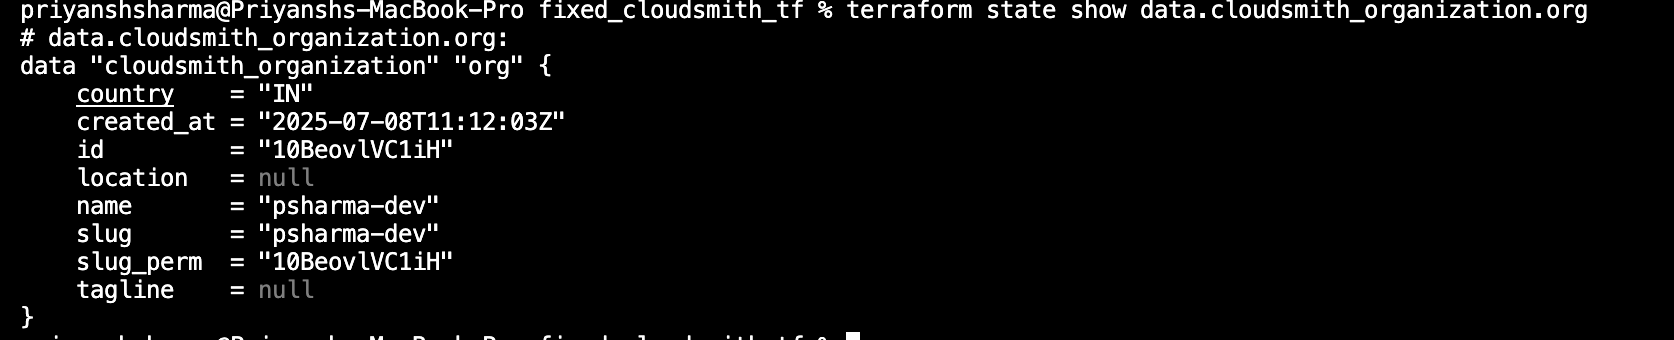 priyanshsharma@Priyanshs-MacBook-Pro fixed_cloudsmith_tf % terraform state show data.cloudsmith_organization.org
# data.cloudsmith_organization.org:
data "cloudsmith_organization" "org" {
    country    = "IN"
    created_at = "2025-07-08T11:12:03Z"
    id         = "10BeovlVC1iH"
    location   = null
    name       = "psharma-dev"
    slug       = "psharma-dev"
    slug_perm  = "10BeovlVC1iH"
    tagline    = null
}